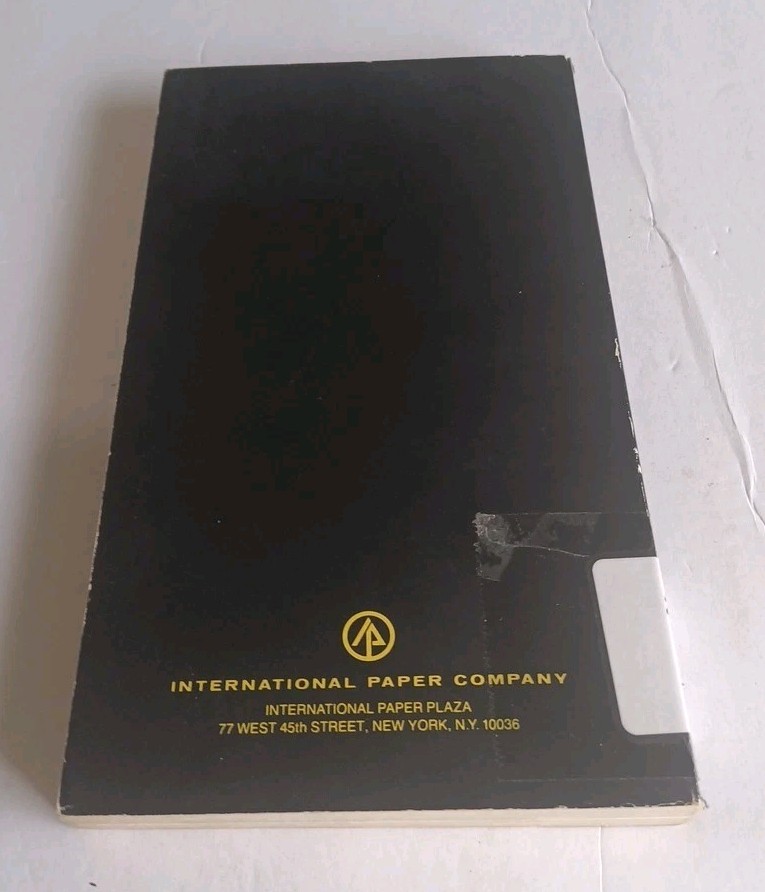 INTERNATIONAL PAPER COMPANY
INTERNATIONAL PAPER PLAZA
77 WEST 45th STREET, NEW YORK, N.Y. 10036